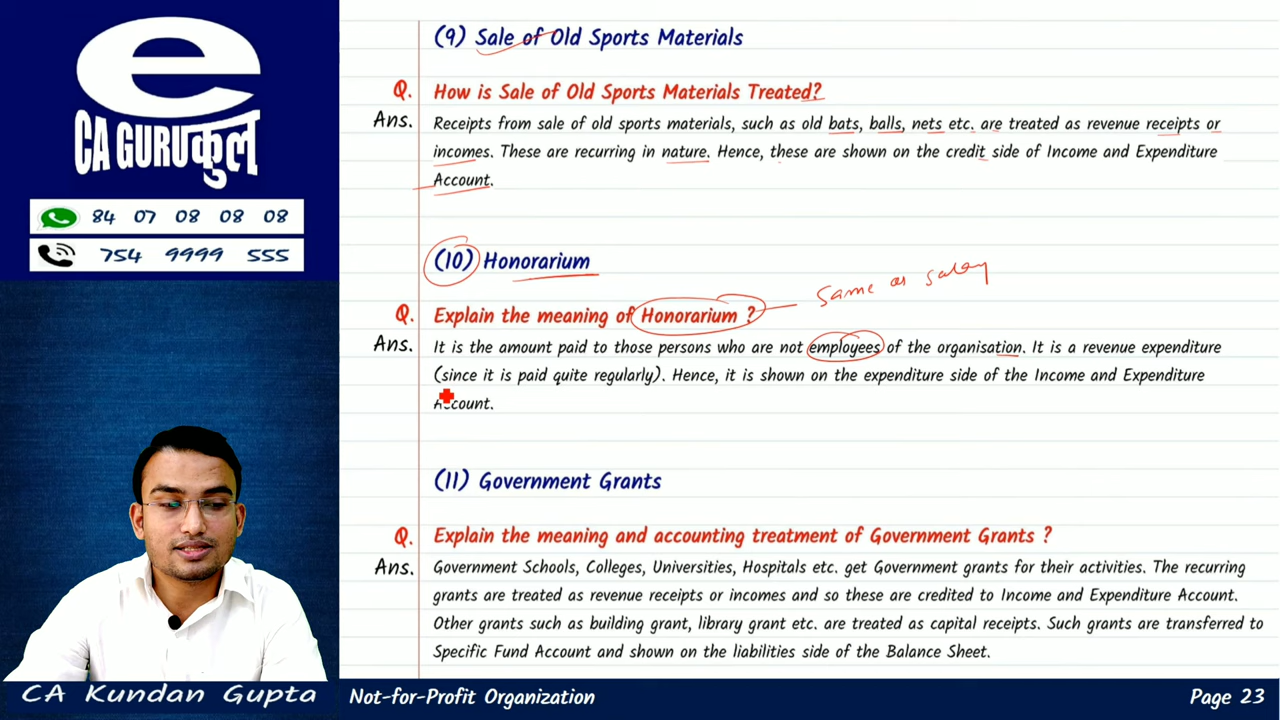 e
CA GURUकुल
84 07 08 08 08
754 9999 555
(9) Sale of Old Sports Materials
Q. How is Sale of Old Sports Materials Treated?
Ans. Receipts from sale of old sports materials, such as old bats, balls, nets etc. are treated as revenue receipts or
incomes. These are recurring in nature. Hence, these are shown on the credit side of Income and Expenditure
Account.
(10) Honorarium
Same as salary
Q. Explain the meaning of Honorarium ?
Ans. It is the amount paid to those persons who are not employees of the organisation. It is a revenue expenditure
(since it is paid quite regularly). Hence, it is shown on the expenditure side of the Income and Expenditure
Account.
(11) Government Grants
Q. Explain the meaning and accounting treatment of Government Grants ?
Ans. Government Schools, Colleges, Universities, Hospitals etc. get Government grants for their activities. The recurring
grants are treated as revenue receipts or incomes and so these are credited to Income and Expenditure Account.
Other grants such as building grant, library grant etc. are treated as capital receipts. Such grants are transferred to
Specific Fund Account and shown on the liabilities side of the Balance Sheet.
CA Kundan Gupta
Not-for-Profit Organization
Page 23